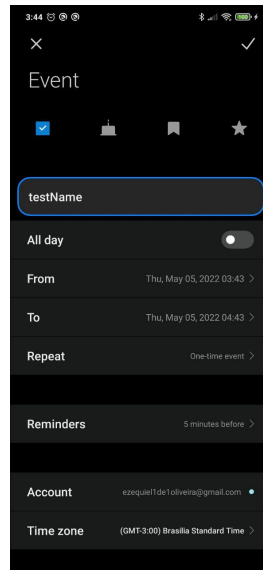 3:44
100
Event
testName
All day
From Thu, May 05, 2022 03:43
To Thu, May 05, 2022 04:43
Repeat One-time event
Reminders 5 minutes before
Account ezequiel1de1oliveira@gmail.com
Time zone (GMT-3:00) Brasilia Standard Time